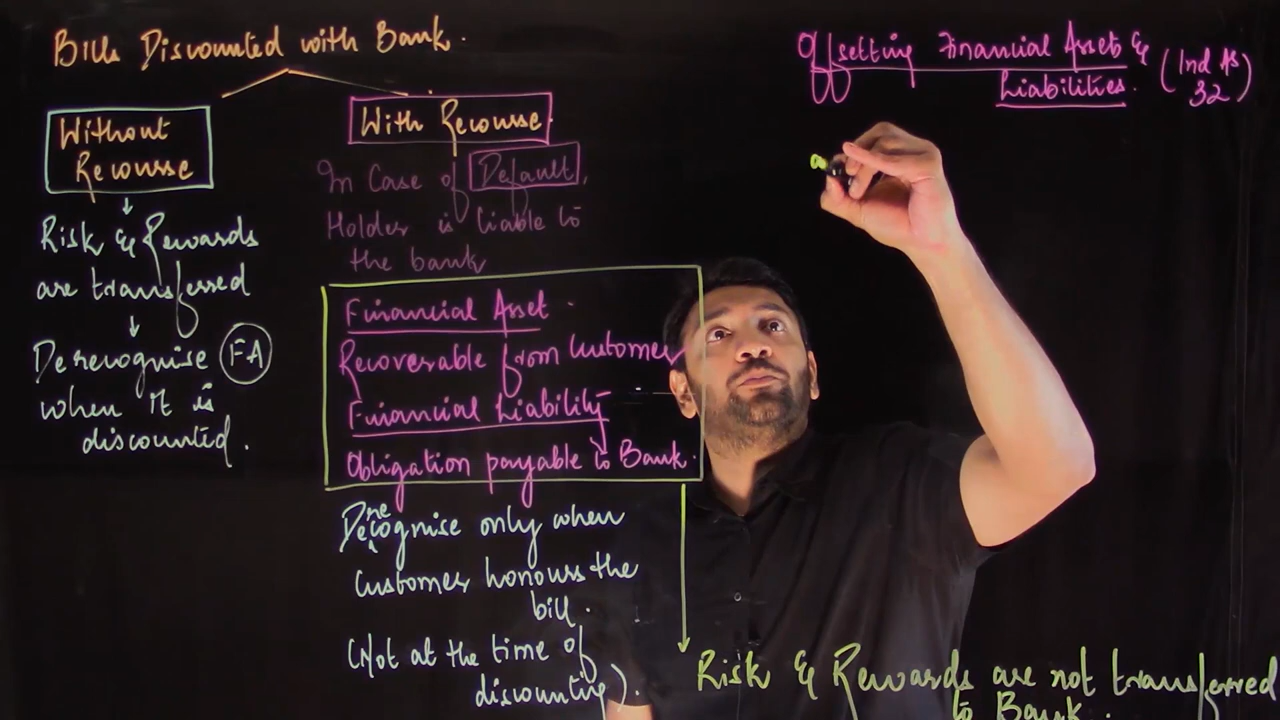 Bills Discounted with Bank.
Without
Recourse
Risk & Rewards
are transferred
Derecognise FA
when it is
discounted.
With Recourse.
In Case of Default,
Holder is liable to
the bank
Financial Asset.
Recoverable from Customer
Financial Liability
Obligation payable to Bank.
Derecognise only when
Customer honours the
bill.
(Not at the time of
discounting).
Risk & Rewards are not transferred
to Bank.
Offsetting Financial Assets &
Liabilities. (Ind AS
32)